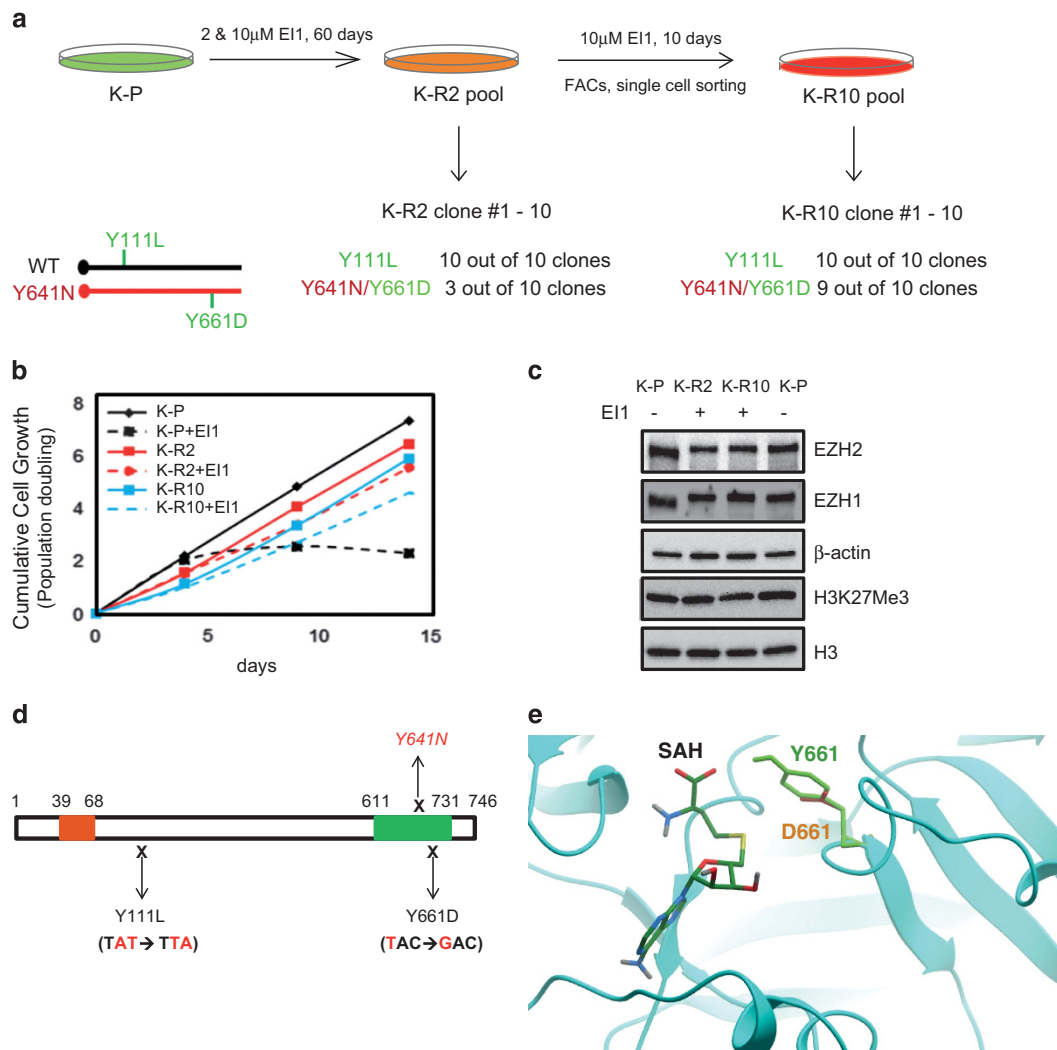 a
2 & 10μM EI1, 60 days
10μM EI1, 10 days
FACs, single cell sorting
K-P
K-R2 pool
K-R10 pool
K-R2 clone #1 - 10
K-R10 clone #1 - 10
Y111L 10 out of 10 clones
Y641N/Y661D 3 out of 10 clones
Y111L 10 out of 10 clones
Y641N/Y661D 9 out of 10 clones
Y111L
WT
Y641N
Y661D
b
Cumulative Cell Growth
(Population doubling)
8
6
4
2
0
K-P
K-P+EI1
K-R2
K-R2+EI1
K-R10
K-R10+EI1
0 5 10 15
days
c
K-P K-R2 K-R10 K-P
EI1 - + + -
EZH2
EZH1
β-actin
H3K27Me3
H3
d
Y641N
1 39 68 611 731 746
X
X X
Y111L Y661D
(TAT→TTA) (TAC→GAC)
e
SAH
Y661
D661